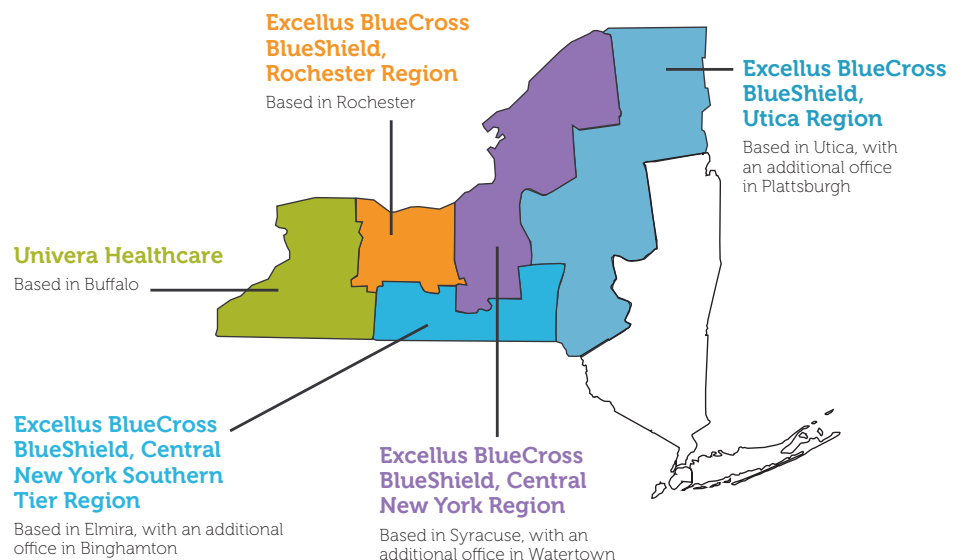 Excellus BlueCross
BlueShield,
Rochester Region
Based in Rochester
Excellus BlueCross
BlueShield,
Utica Region
Based in Utica, with
an additional office
in Plattsburgh
Univera Healthcare
Based in Buffalo
Excellus BlueCross
BlueShield, Central
New York Southern
Tier Region
Based in Elmira, with an additional
office in Binghamton
Excellus BlueCross
BlueShield, Central
New York Region
Based in Syracuse, with an
additional office in Watertown